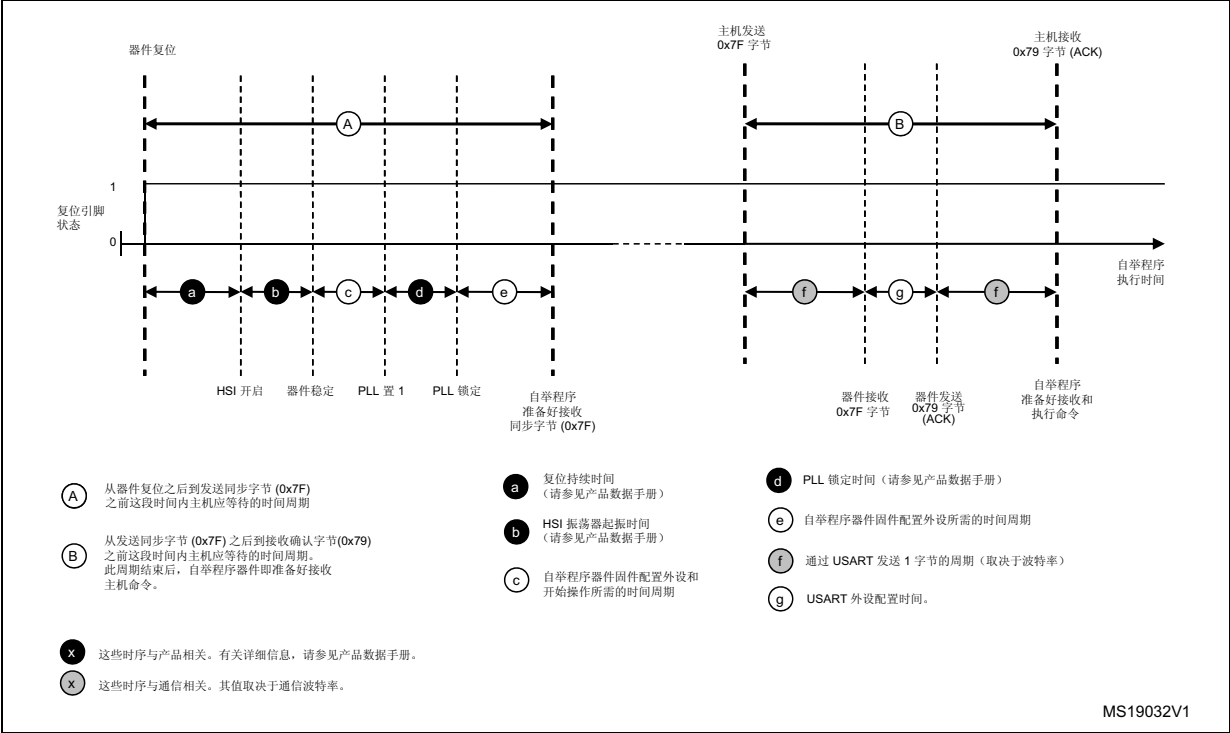 器件复位
主机发送
0x7F 字节
主机接收
0x79 字节 (ACK)
A
B
1
复位引脚
状态
0
自举程序
执行时间
a
b
c
d
e
f
g
f
HSI 开启
器件稳定
PLL 置 1
PLL 锁定
自举程序
准备好接收
同步字节 (0x7F)
器件接收
0x7F 字节
器件发送
0x79 字节
(ACK)
自举程序
准备好接收和
执行命令
A
从器件复位之后到发送同步字节 (0x7F)
之前这段时间内主机应等待的时间周期
B
从发送同步字节 (0x7F) 之后到接收确认字节(0x79)
之前这段时间内主机应等待的时间周期。
此周期结束后，自举程序器件即准备好接收
主机命令。
a
复位持续时间
（请参见产品数据手册）
b
HSI 振荡器起振时间
（请参见产品数据手册）
c
自举程序器件固件配置外设和
开始操作所需的时间周期
d
PLL 锁定时间（请参见产品数据手册）
e
自举程序器件固件配置外设所需的时间周期
f
通过 USART 发送 1 字节的周期（取决于波特率）
g
USART 外设配置时间。
x
这些时序与产品相关。有关详细信息，请参见产品数据手册。
x
这些时序与通信相关。其值取决于通信波特率。
MS19032V1